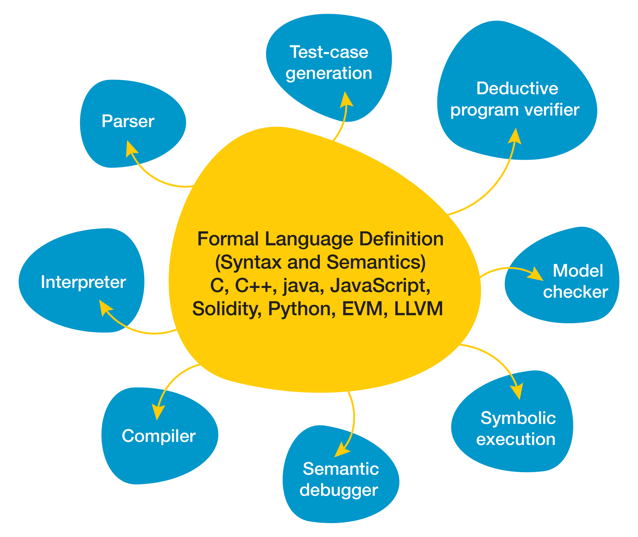 Test-case
generation
Deductive
program verifier
Parser
Formal Language Definition
(Syntax and Semantics)
C, C++, java, JavaScript,
Solidity, Python, EVM, LLVM
Interpreter
Model
checker
Compiler
Symbolic
execution
Semantic
debugger